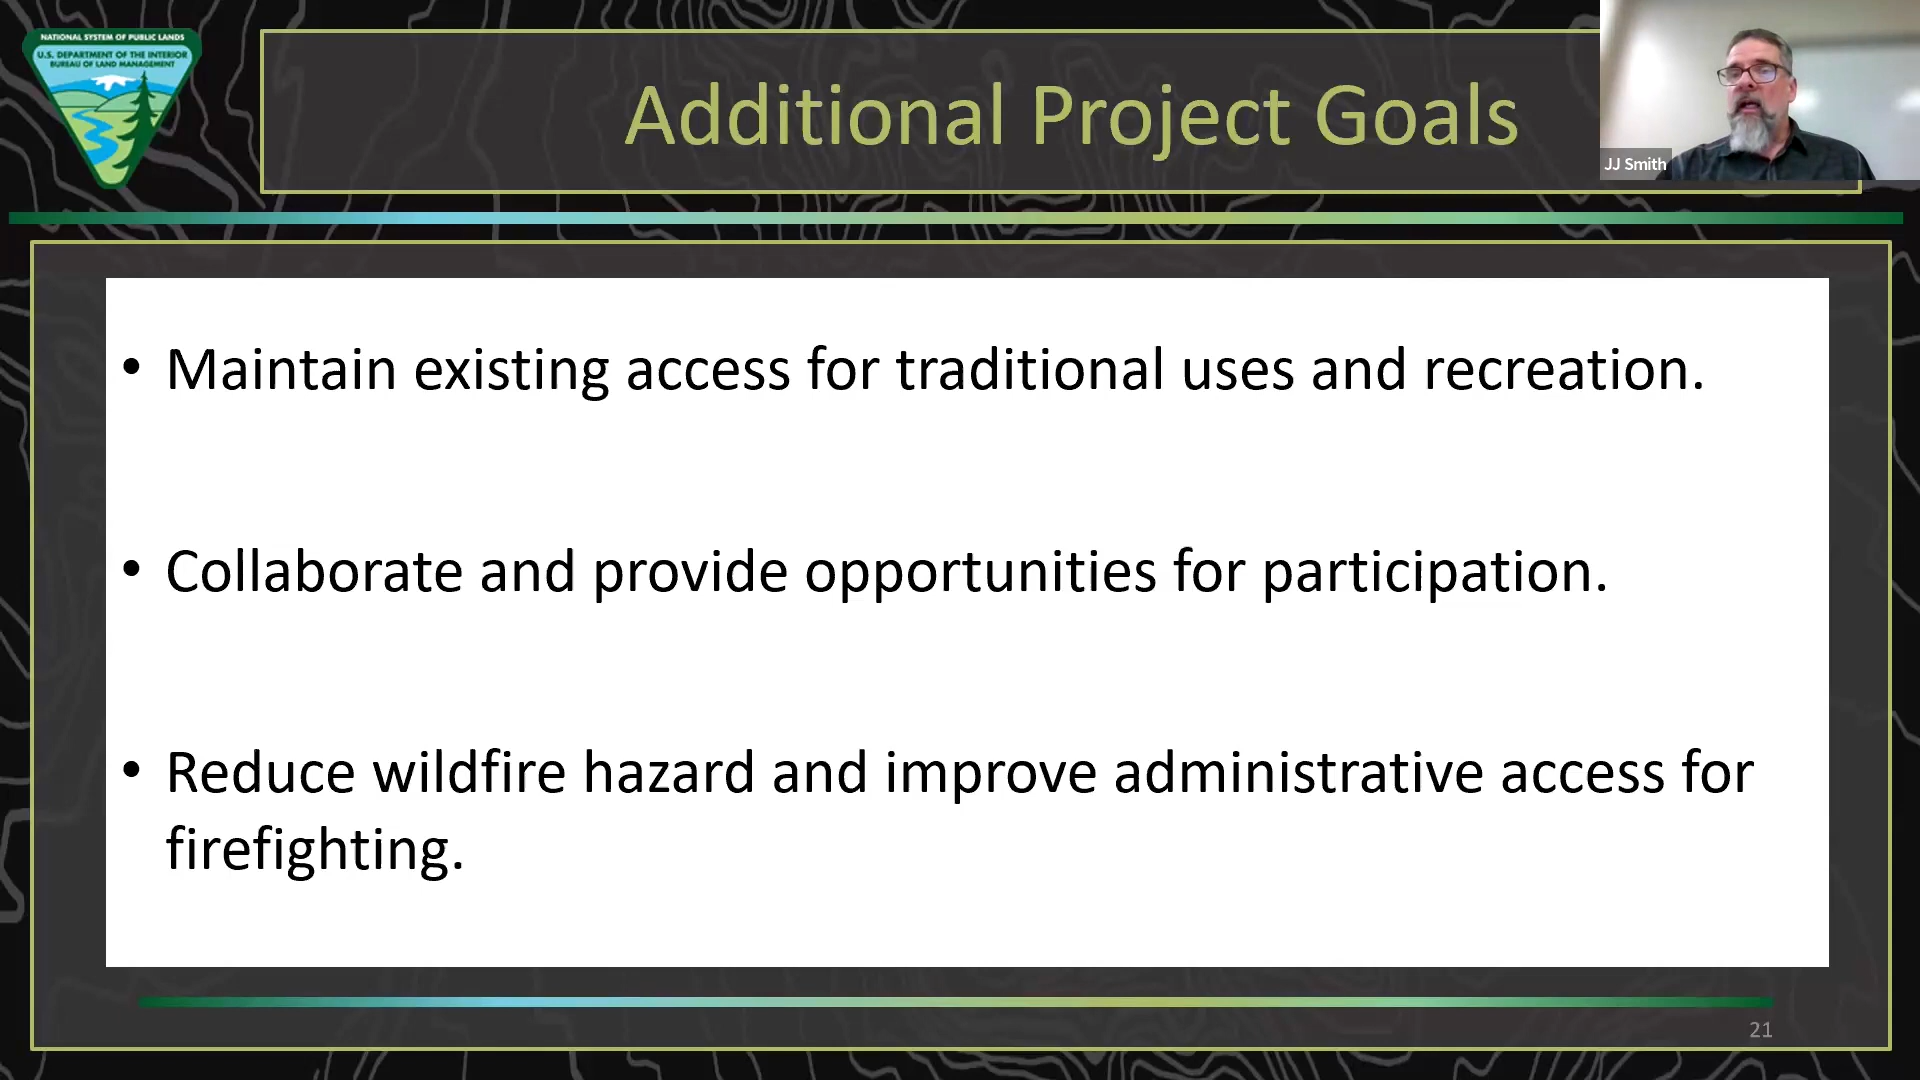 NATIONAL SYSTEM OF PUBLIC LANDS
U.S. DEPARTMENT OF THE INTERIOR
BUREAU OF LAND MANAGEMENT
Additional Project Goals
JJ Smith
• Maintain existing access for traditional uses and recreation.
• Collaborate and provide opportunities for participation.
• Reduce wildfire hazard and improve administrative access for
firefighting.
21